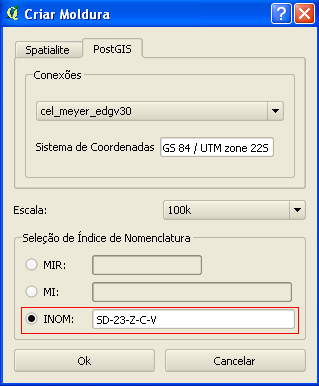 Criar Moldura
Spatialite PostGIS
Conexões
cel_meyer_edgv30
Sistema de Coordenadas GS 84 / UTM zone 22S
Escala: 100k
Seleção de Índice de Nomenclatura
MIR:
MI:
INOM: SD-23-Z-C-V
Ok Cancelar